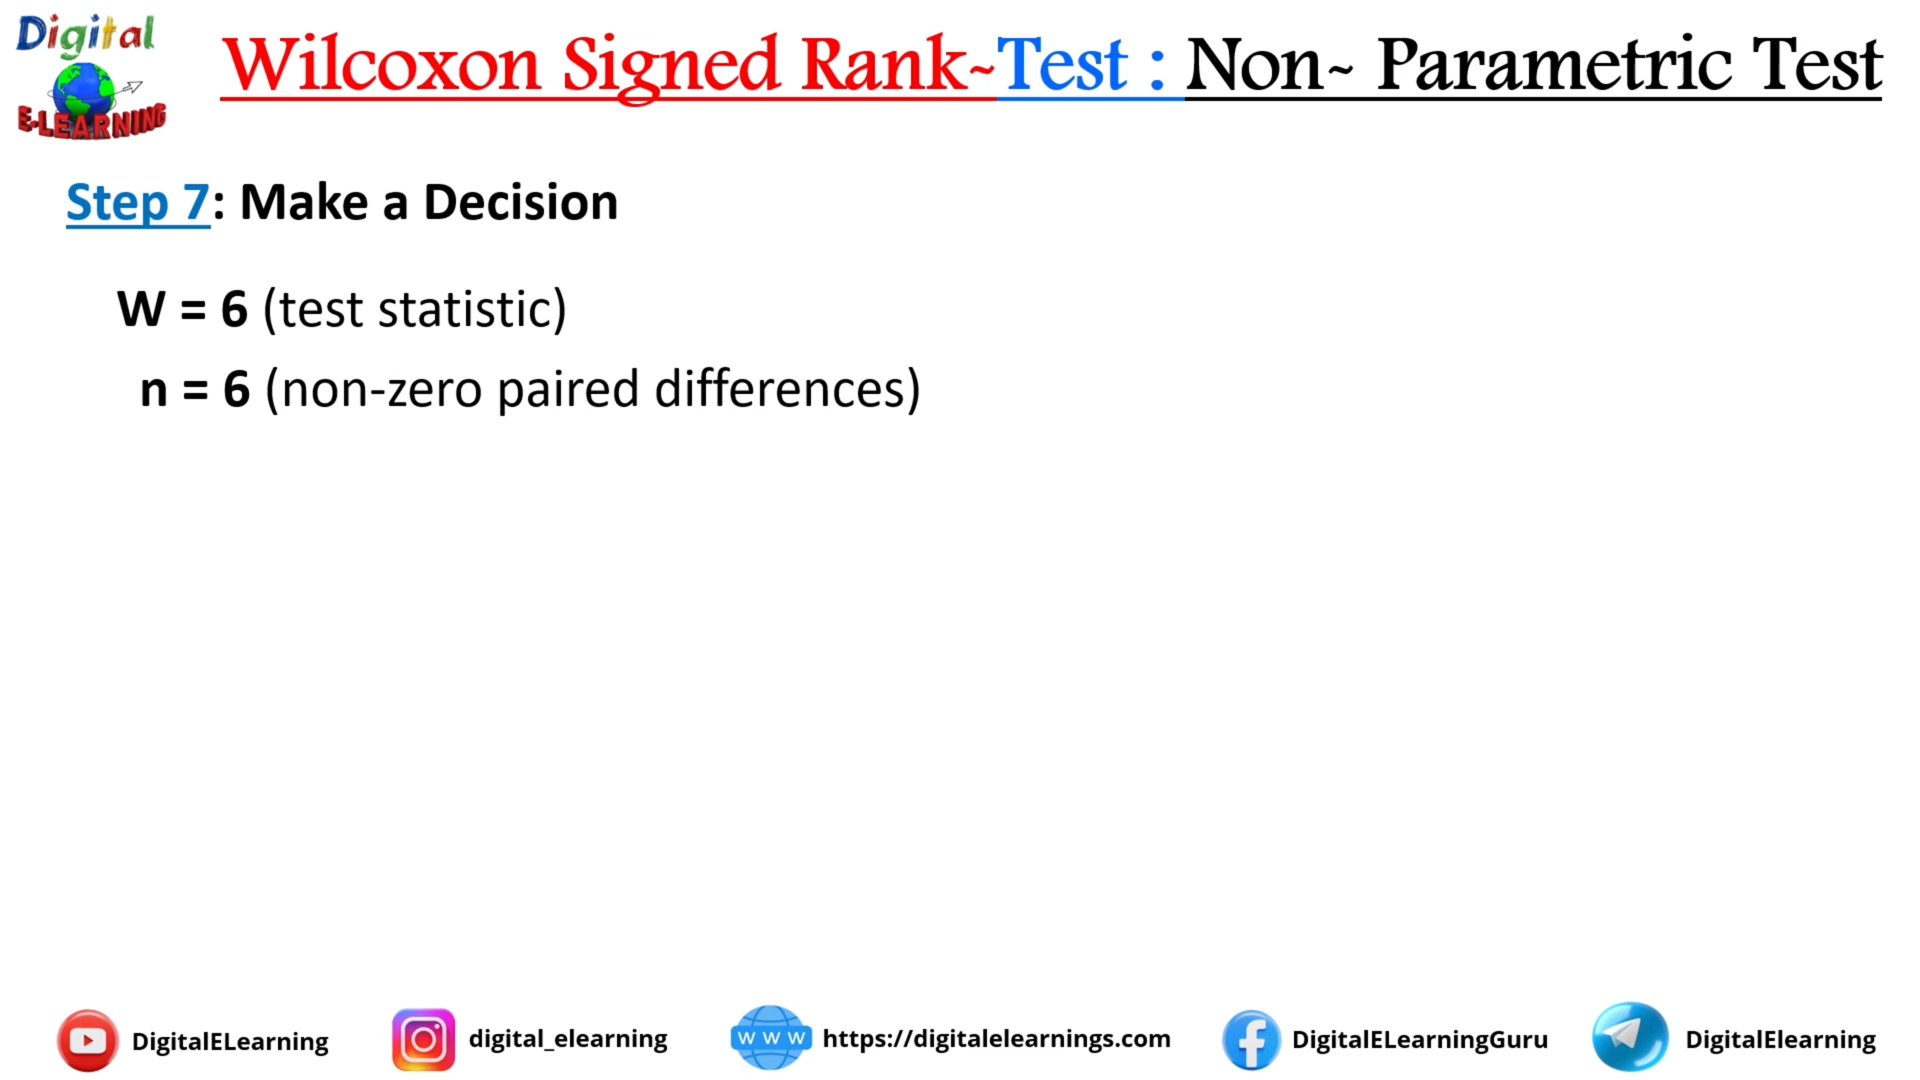 Digital
E-LEARNING
Wilcoxon Signed Rank-Test : Non- Parametric Test
Step 7: Make a Decision
W = 6 (test statistic)
n = 6 (non-zero paired differences)
DigitalELearning
digital_elearning
W W W
https://digitalelearnings.com
DigitalELearningGuru
DigitalElearning